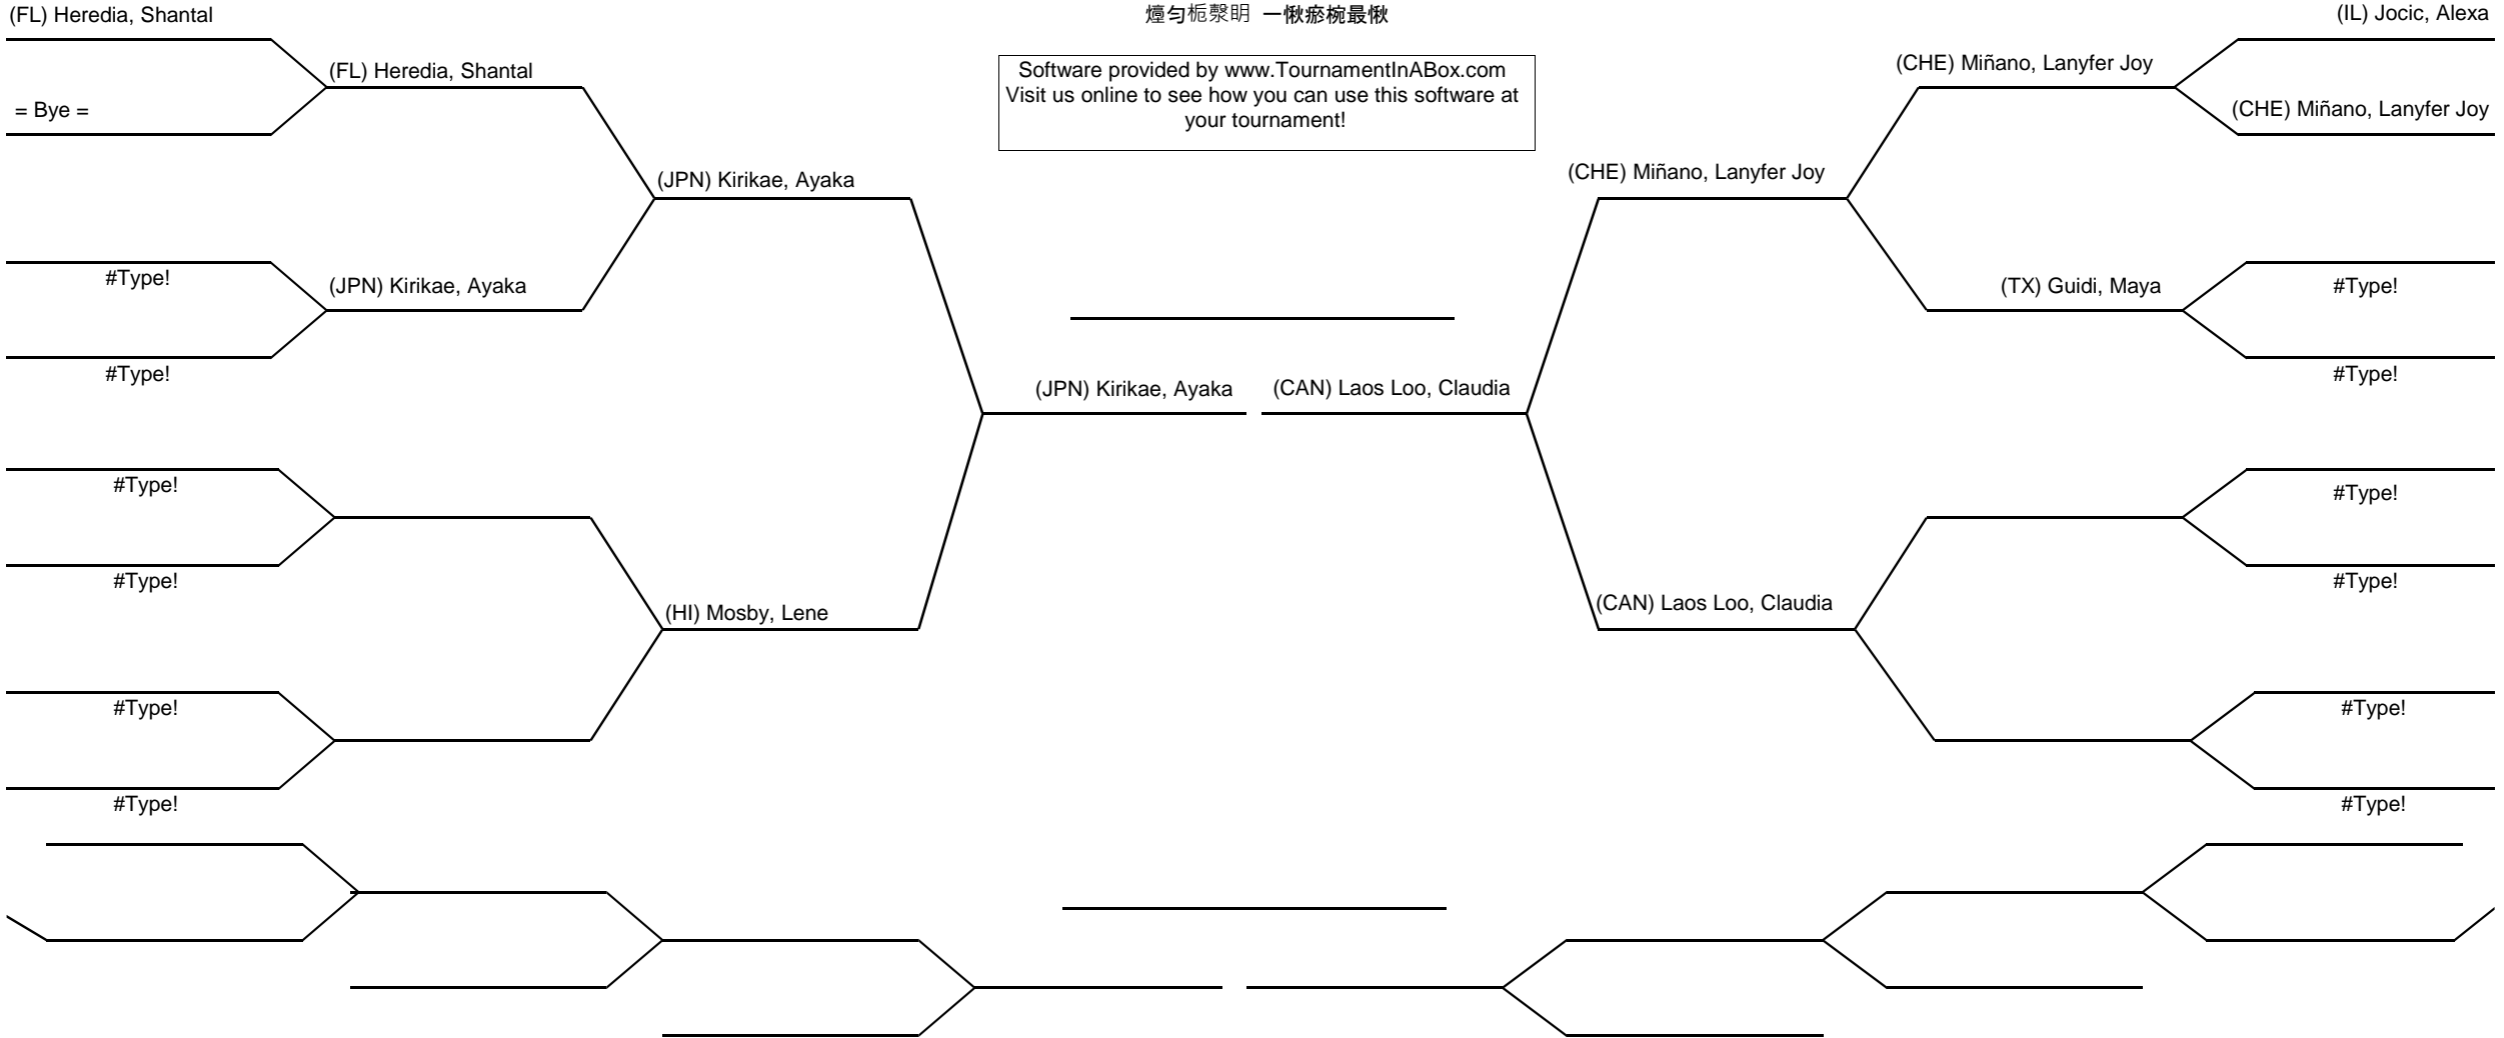 (FL) Heredia, Shantal
= Bye =
#Type!
#Type!
#Type!
#Type!
#Type!
#Type!
(FL) Heredia, Shantal
(JPN) Kirikae, Ayaka
(JPN) Kirikae, Ayaka
(HI) Mosby, Lene
Software provided by www.TournamentInABox.com
Visit us online to see how you can use this software at
your tournament!
(JPN) Kirikae, Ayaka
(CAN) Laos Loo, Claudia
(CHE) Miñano, Lanyfer Joy
(CAN) Laos Loo, Claudia
(CHE) Miñano, Lanyfer Joy
(TX) Guidi, Maya
(IL) Jocic, Alexa
(CHE) Miñano, Lanyfer Joy
#Type!
#Type!
#Type!
#Type!
#Type!
#Type!